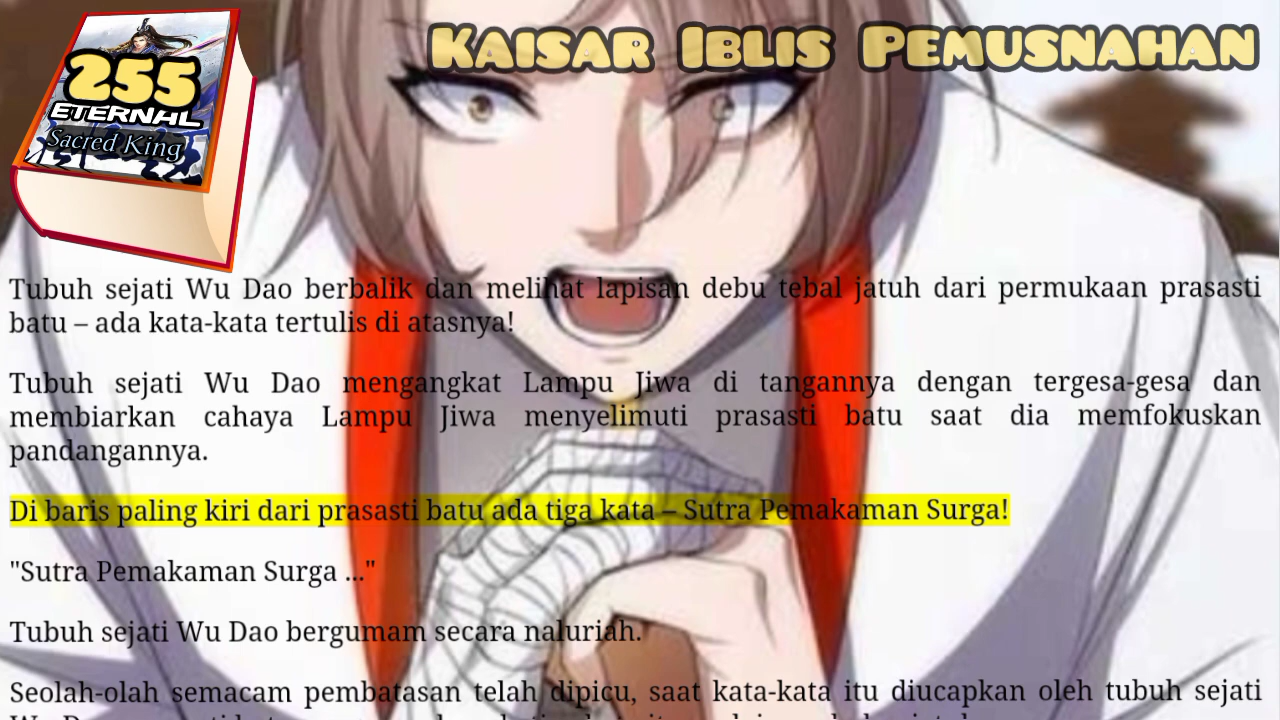 255
ETERNAL
Sacred King
KAISAR IBLIS PEMUSNAHAN
Tubuh sejati Wu Dao berbalik dan melihat lapisan debu tebal jatuh dari permukaan prasasti
batu – ada kata-kata tertulis di atasnya!
Tubuh sejati Wu Dao mengangkat Lampu Jiwa di tangannya dengan tergesa-gesa dan
membiarkan cahaya Lampu Jiwa menyelimuti prasasti batu saat dia memfokuskan
pandangannya.
Di baris paling kiri dari prasasti batu ada tiga kata – Sutra Pemakaman Surga!
"Sutra Pemakaman Surga ..."
Tubuh sejati Wu Dao bergumam secara naluriah.
Seolah-olah semacam pembatasan telah dipicu, saat kata-kata itu diucapkan oleh tubuh sejati